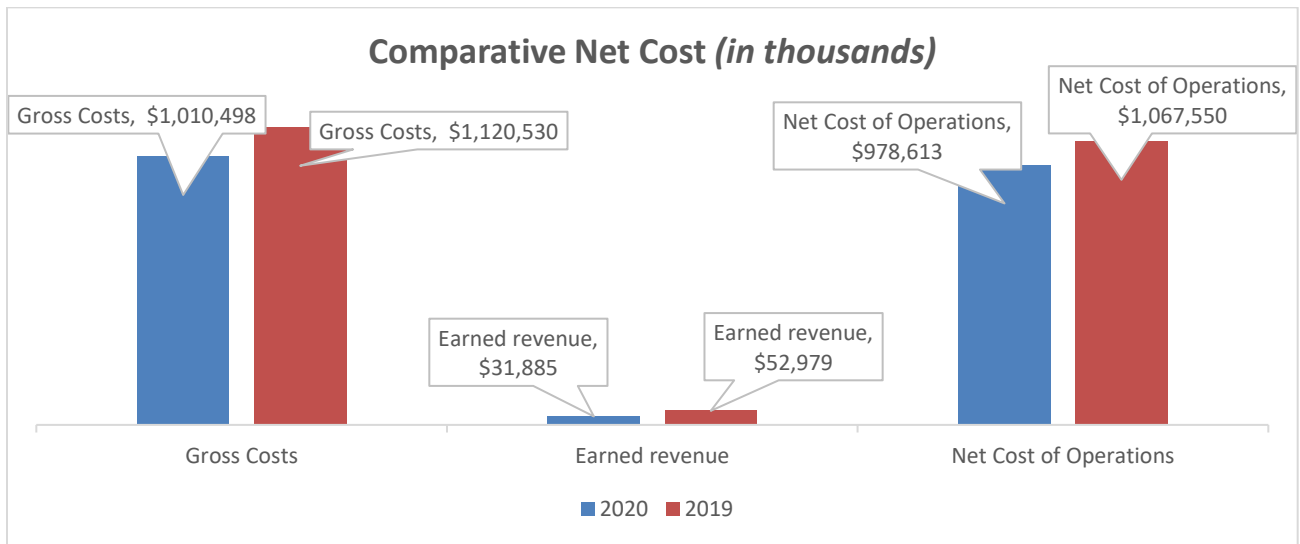 Comparative Net Cost (in thousands)
Gross Costs, $1,010,498
Gross Costs, $1,120,530
Net Cost of Operations,
$978,613
Net Cost of Operations,
$1,067,550
Earned revenue,
$31,885
Earned revenue,
$52,979
Gross Costs
Earned revenue
Net Cost of Operations
2020
2019